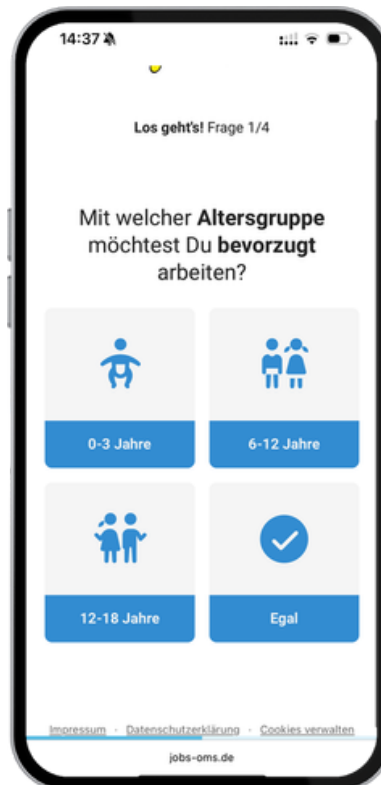 14:37
Los geht's! Frage 1/4
Mit welcher Altersgruppe
möchtest Du bevorzugt
arbeiten?
0-3 Jahre
6-12 Jahre
12-18 Jahre
Egal
Impressum · Datenschutzerklärung · Cookies verwalten
jobs-oms.de